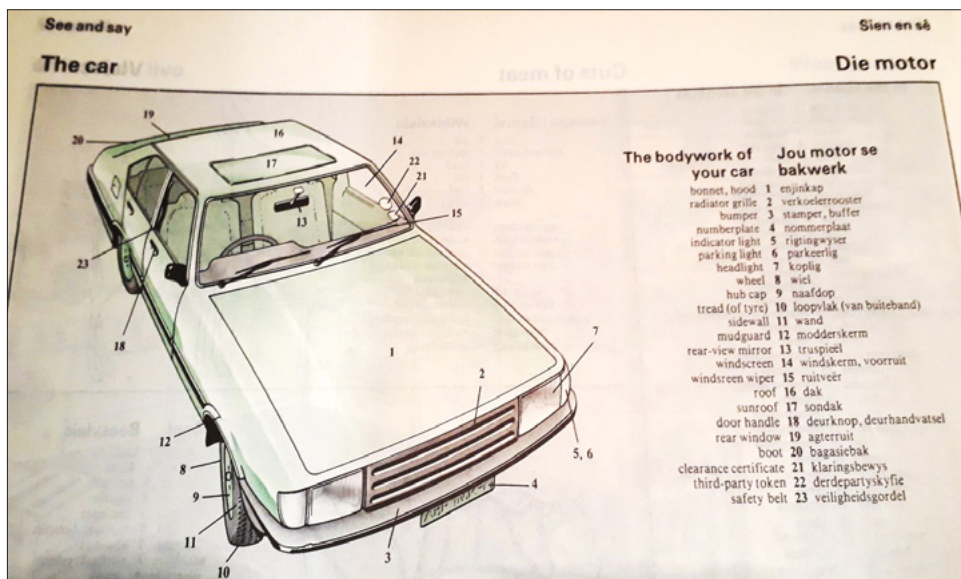 See and say
Sien en sê
The car
Die motor
The bodywork of your car
Jou motor se bakwerk
bonnet, hood 1 enjinkap
radiator grille 2 verkoelerrooster
bumper 3 stamper, buffer
numberplate 4 nommerplaat
indicator light 5 rigtingwyser
parking light 6 parkeerlig
headlight 7 koplig
wheel 8 wiel
hub cap 9 naafdop
tread (of tyre) 10 loopvlak (van buiteband)
sidewall 11 wand
mudguard 12 modderskerm
rear-view mirror 13 truspieël
windscreen 14 windskerm, voorruit
windsreen wiper 15 ruitveër
roof 16 dak
sunroof 17 sondak
door handle 18 deurknop, deurhandvatsel
rear window 19 agterruit
boot 20 bagasiebak
clearance certificate 21 klaringsbewys
third-party token 22 derdepartyskyfie
safety belt 23 veiligheidsgordel
19
20
16
17
14
22
21
13
15
23
18
1
7
2
12
8
9
11
10
3
4
5, 6